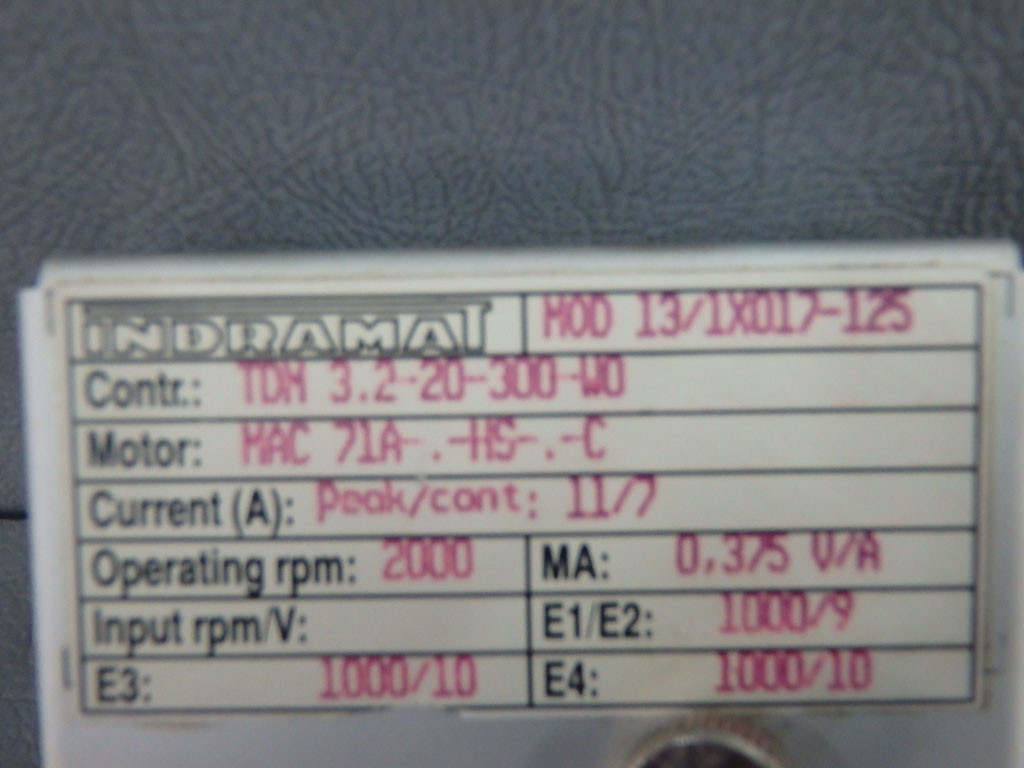 INDRAMAT MOD 13/1X017-125
Contr.: TDM 3.2-20-300-W0
Motor: MAC 71A-.-HS-.-C
Current (A): Peak/cont: 11/7
Operating rpm: 2000 MA: 0,375 V/A
Input rpm/V: E1/E2: 1000/9
E3: 1000/10 E4: 1000/10